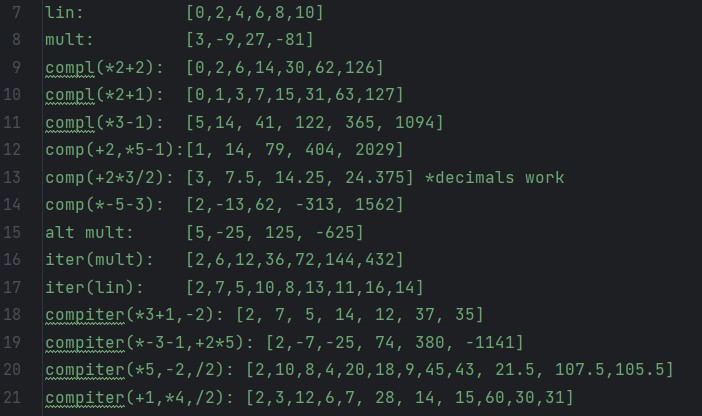 7 lin: [0,2,4,6,8,10]
8 mult: [3,-9,27,-81]
9 compl(*2+2): [0,2,6,14,30,62,126]
10 compl(*2+1): [0,1,3,7,15,31,63,127]
11 compl(*3-1): [5,14, 41, 122, 365, 1094]
12 comp(+2,*5-1):[1, 14, 79, 404, 2029]
13 comp(+2*3/2): [3, 7.5, 14.25, 24.375] *decimals work
14 comp(*-5-3): [2,-13,62, -313, 1562]
15 alt mult: [5,-25, 125, -625]
16 iter(mult): [2,6,12,36,72,144,432]
17 iter(lin): [2,7,5,10,8,13,11,16,14]
18 compiter(*3+1,-2): [2, 7, 5, 14, 12, 37, 35]
19 compiter(*-3-1,+2*5): [2,-7,-25, 74, 380, -1141]
20 compiter(*5,-2,/2): [2,10,8,4,20,18,9,45,43, 21.5, 107.5,105.5]
21 compiter(+1,*4,/2): [2,3,12,6,7, 28, 14, 15,60,30,31]